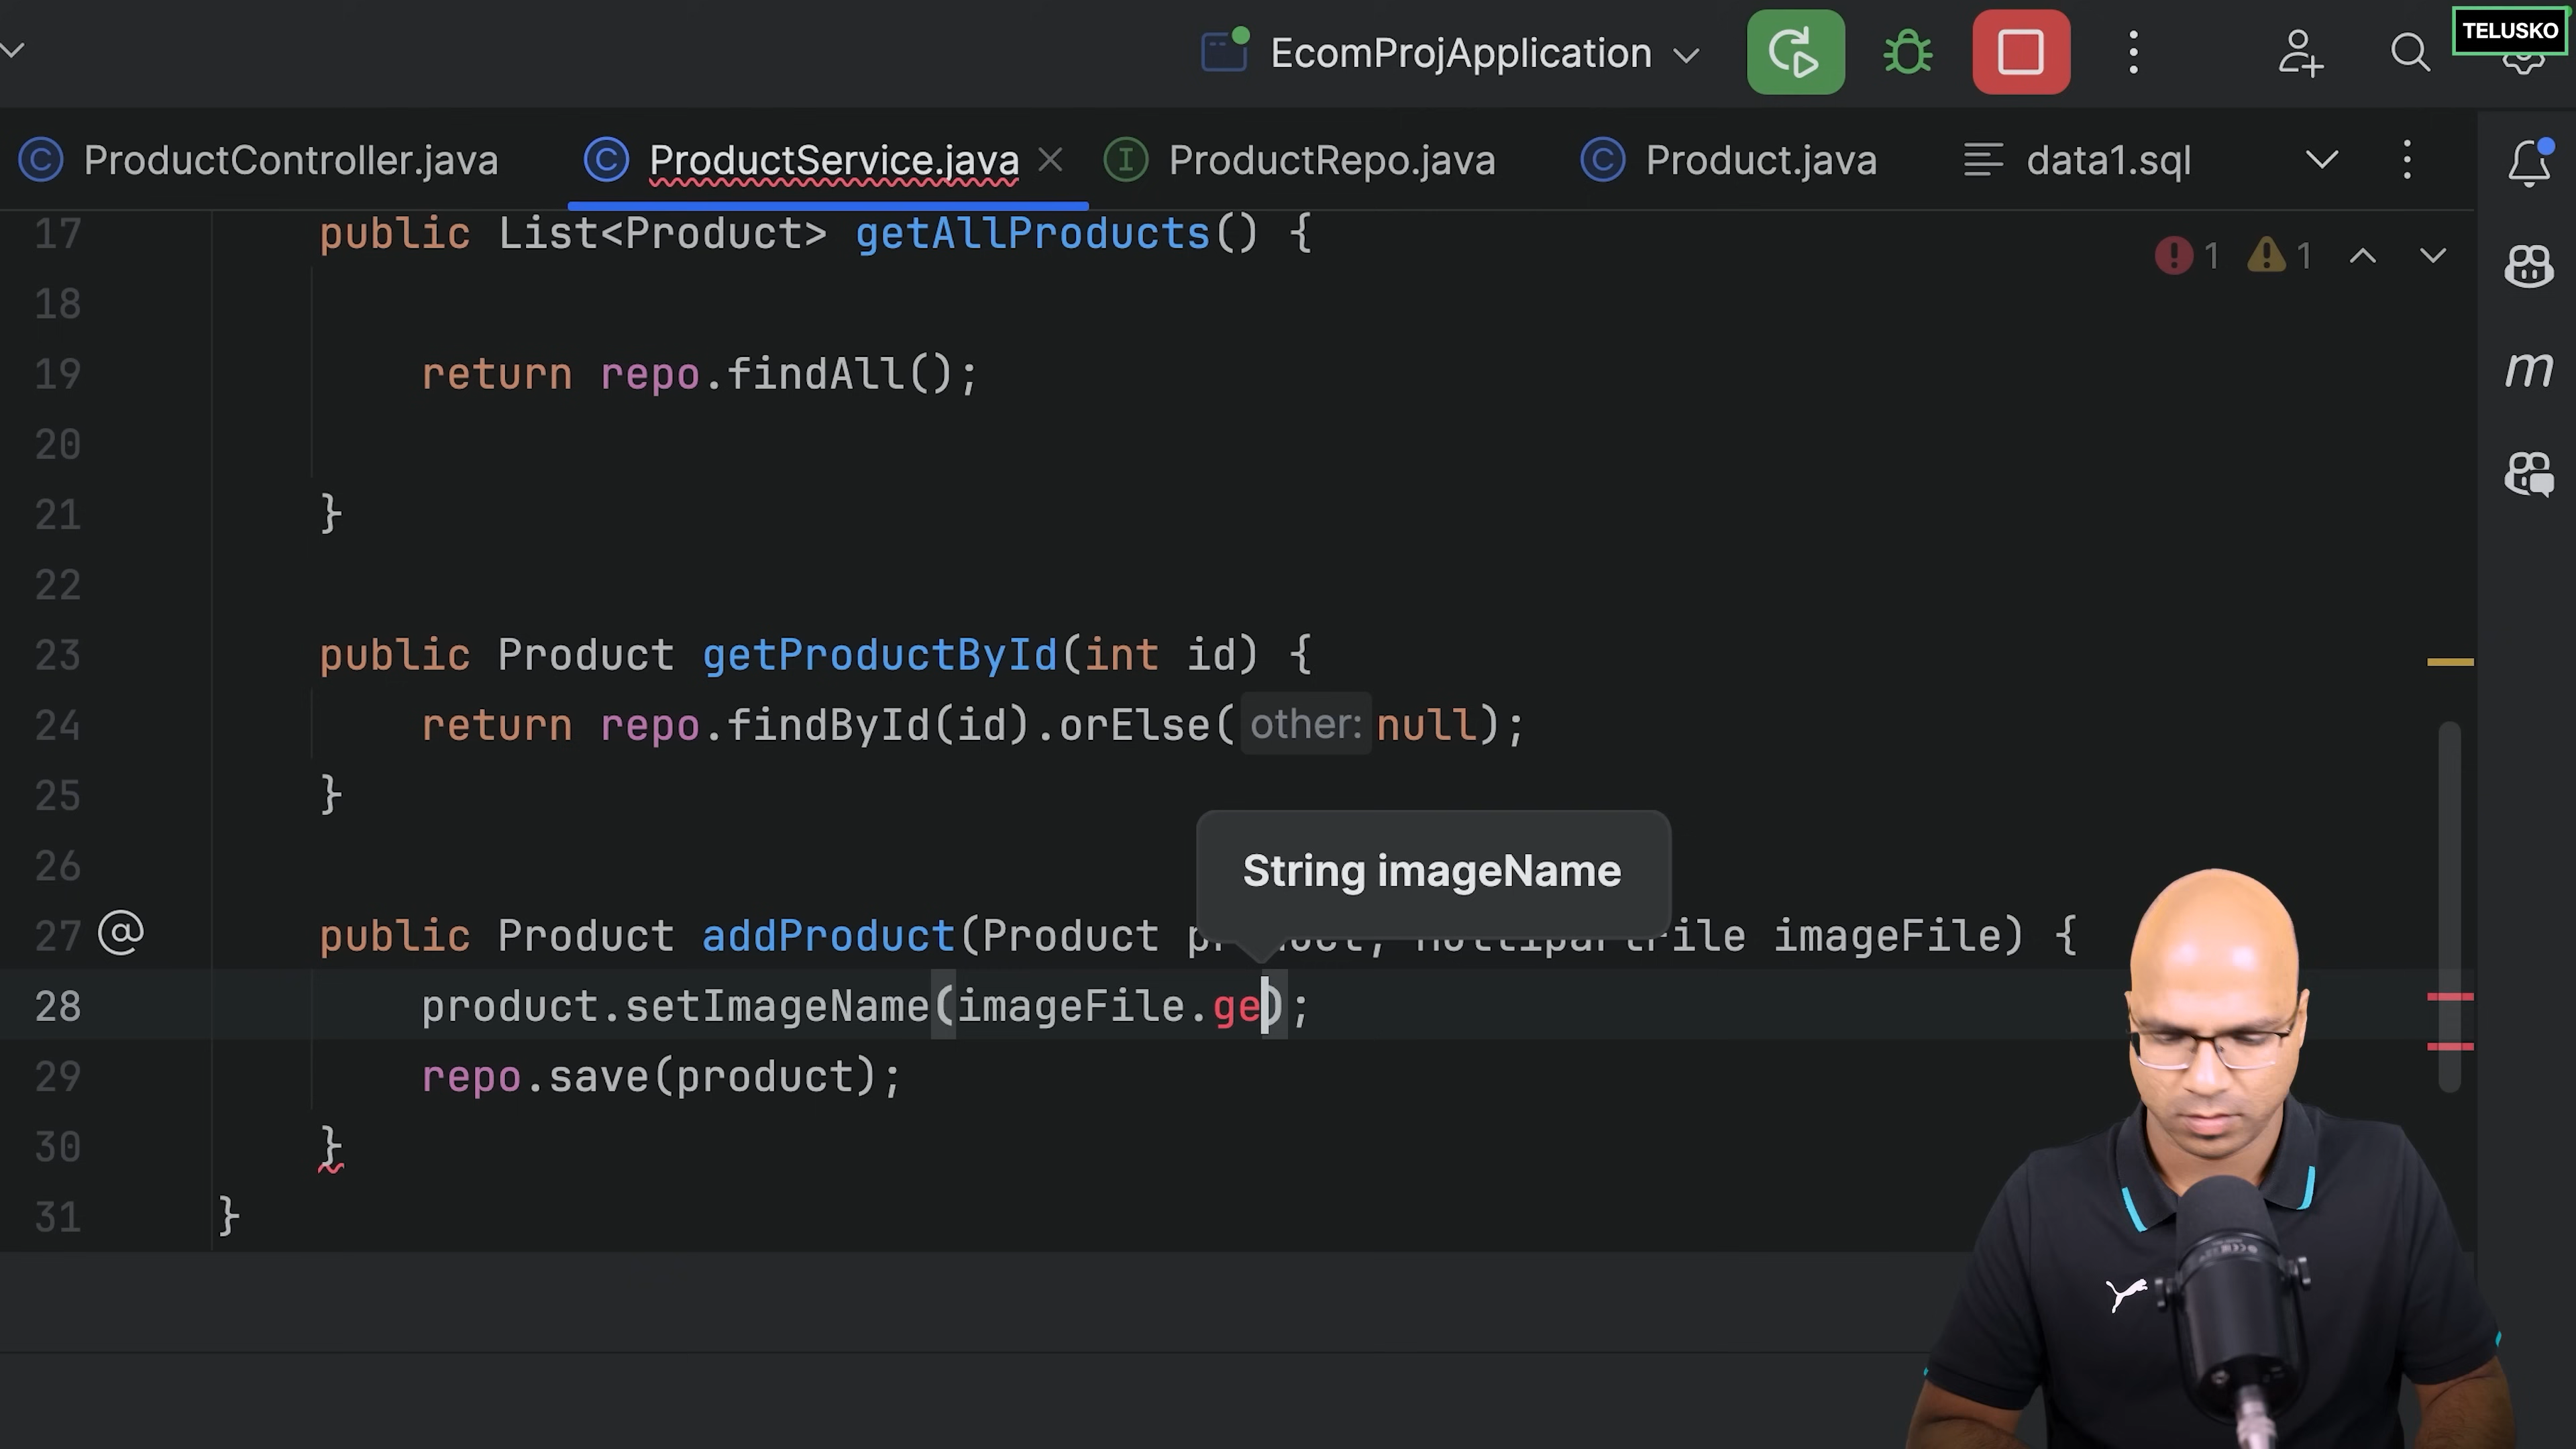 TELUSKO
EcomProjApplication
ProductController.java ProductService.java ProductRepo.java Product.java data1.sql
17 public List<Product> getAllProducts() {
1 1
18
19 return repo.findAll();
20
21 }
22
23 public Product getProductById(int id) {
24 return repo.findById(id).orElse( other: null);
25 }
26
String imageName
27 public Product addProduct(Product imageFile) {
28 product.setImageName(imageFile.ge);
29 repo.save(product);
30 }
31 }
m